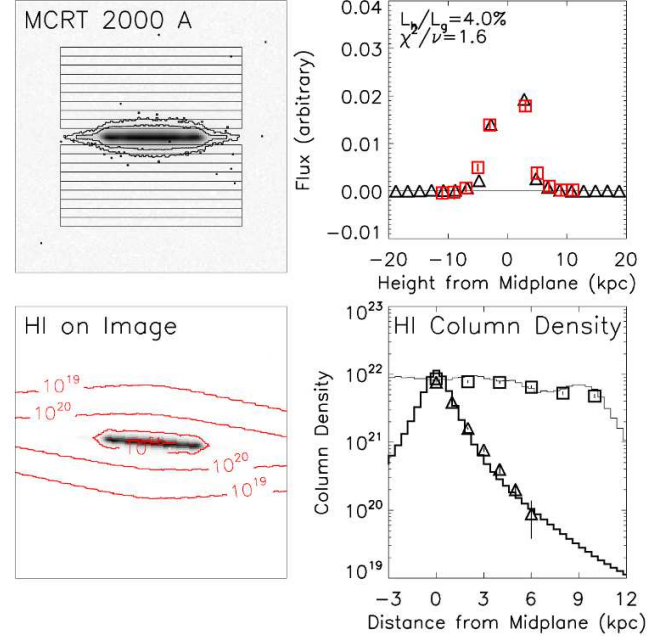 MCRT 2000 A
L_h/L_g=4.0%
χ²/ν=1.6
Flux (arbitrary)
0.04
0.03
0.02
0.01
0.00
−0.01
−20 −10 0 10 20
Height from Midplane (kpc)
HI on Image
10¹⁹
10²⁰
10²⁰
10¹⁹
HI Column Density
Column Density
10²³
10²²
10²¹
10²⁰
10¹⁹
−3 0 3 6 9 12
Distance from Midplane (kpc)